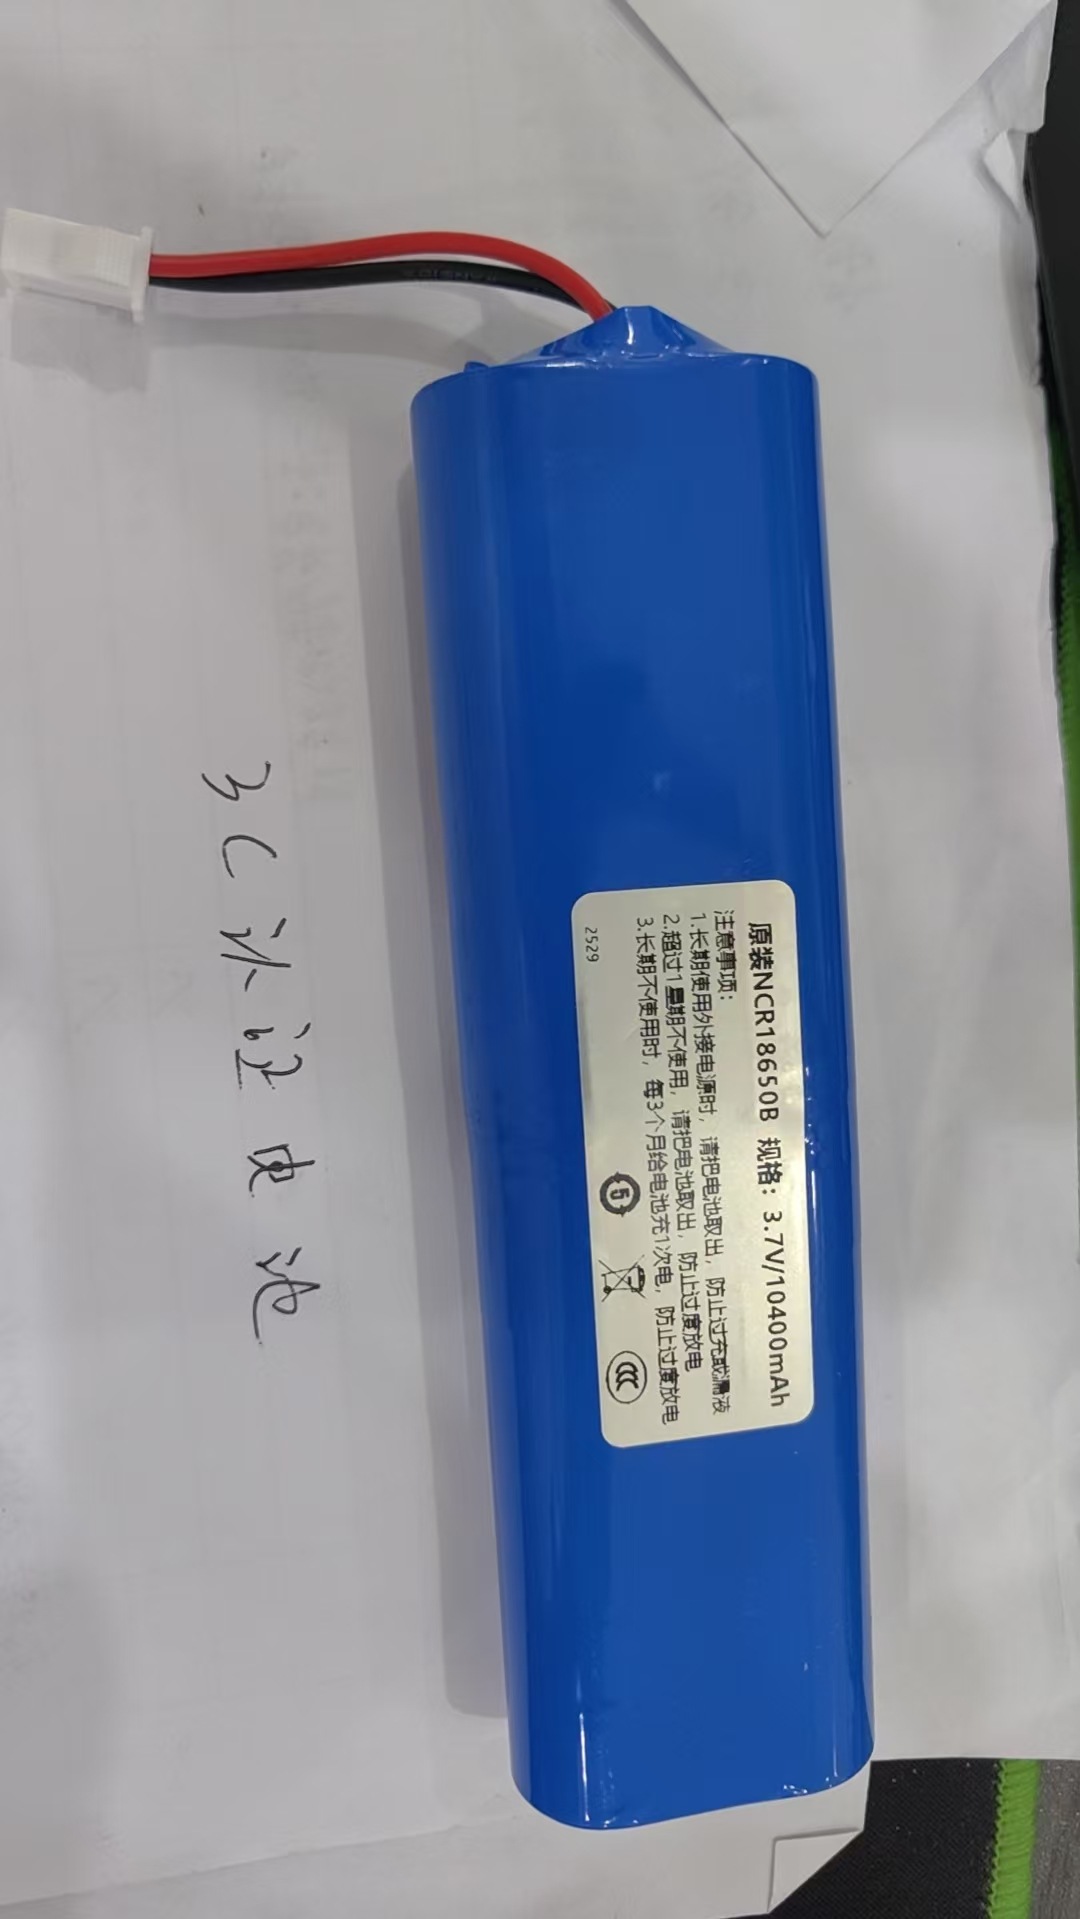 原装NCR18650B 规格：3.7V/10400mAh
注意事项：
1.长期使用外接电源时，请把电池取出，防止过充或漏液
2.超过1星期不使用，请把电池取出，防止过度放电
3.长期不使用时，每3个月给电池充1次电，防止过度放电
5
CCC
2529
3C认证电池